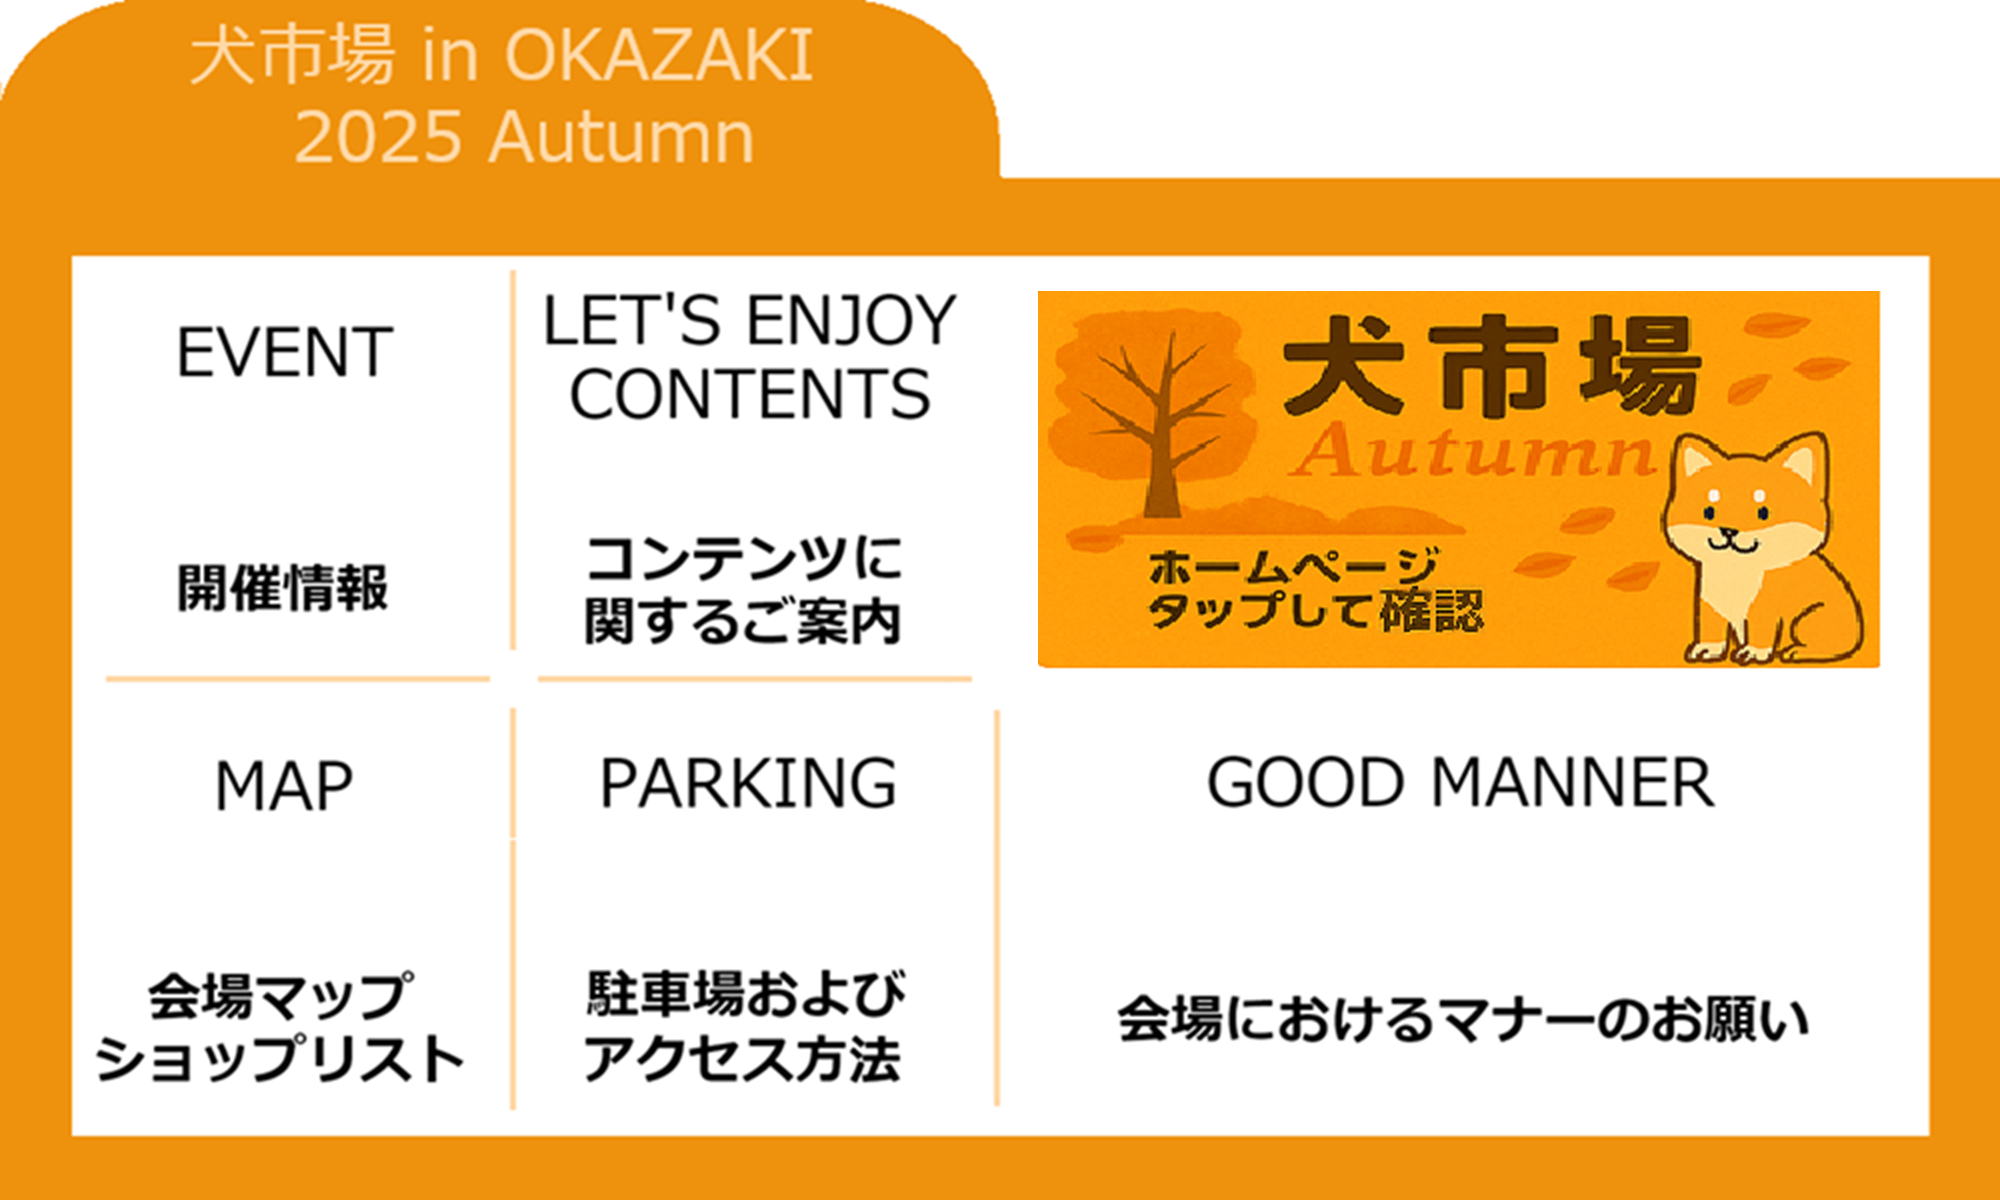 犬市場 in OKAZAKI
2025 Autumn
EVENT
開催情報
LET'S ENJOY
CONTENTS
コンテンツに
関するご案内
犬市場
Autumn
ホームページ
タップして確認
MAP
会場マップ
ショップリスト
PARKING
駐車場および
アクセス方法
GOOD MANNER
会場におけるマナーのお願い